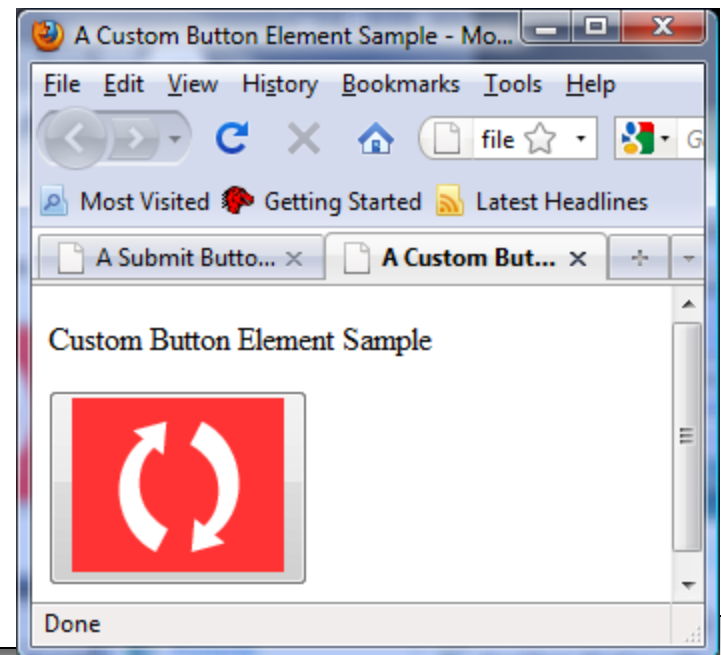 A Custom Button Element Sample - Mo...
File Edit View History Bookmarks Tools Help
file
Most Visited Getting Started Latest Headlines
A Submit Butto... A Custom But...
Custom Button Element Sample
Done